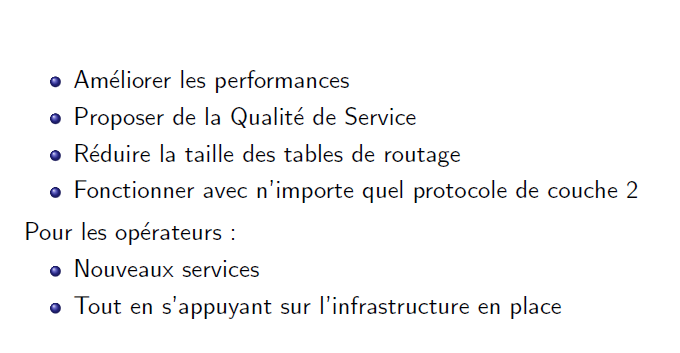 Améliorer les performances
Proposer de la Qualité de Service
Réduire la taille des tables de routage
Fonctionner avec n'importe quel protocole de couche 2
Pour les opérateurs :
Nouveaux services
Tout en s'appuyant sur l'infrastructure en place